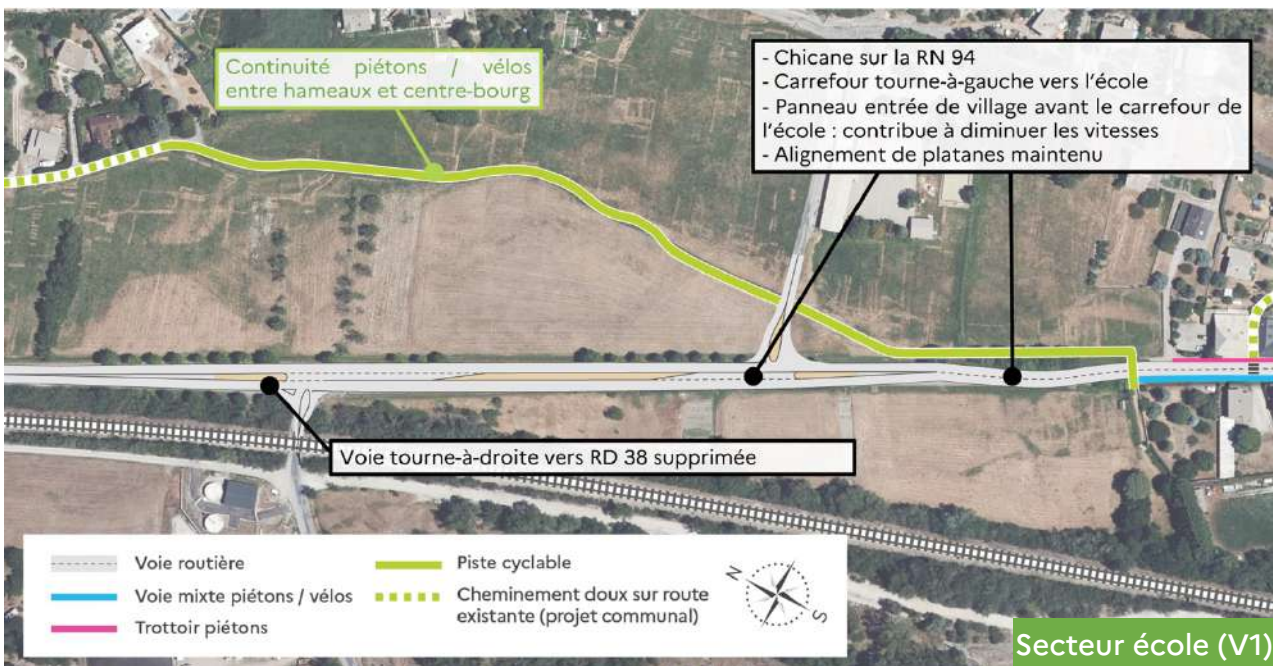 Continuité piétons / vélos
entre hameaux et centre-bourg
- Chicane sur la RN 94
- Carrefour tourne-à-gauche vers l'école
- Panneau entrée de village avant le carrefour de
l'école : contribue à diminuer les vitesses
- Alignement de platanes maintenu
Voie tourne-à-droite vers RD 38 supprimée
Voie routière
Voie mixte piétons / vélos
Trottoir piétons
Piste cyclable
Cheminement doux sur route
existante (projet communal)
N
S
Secteur école (V1)